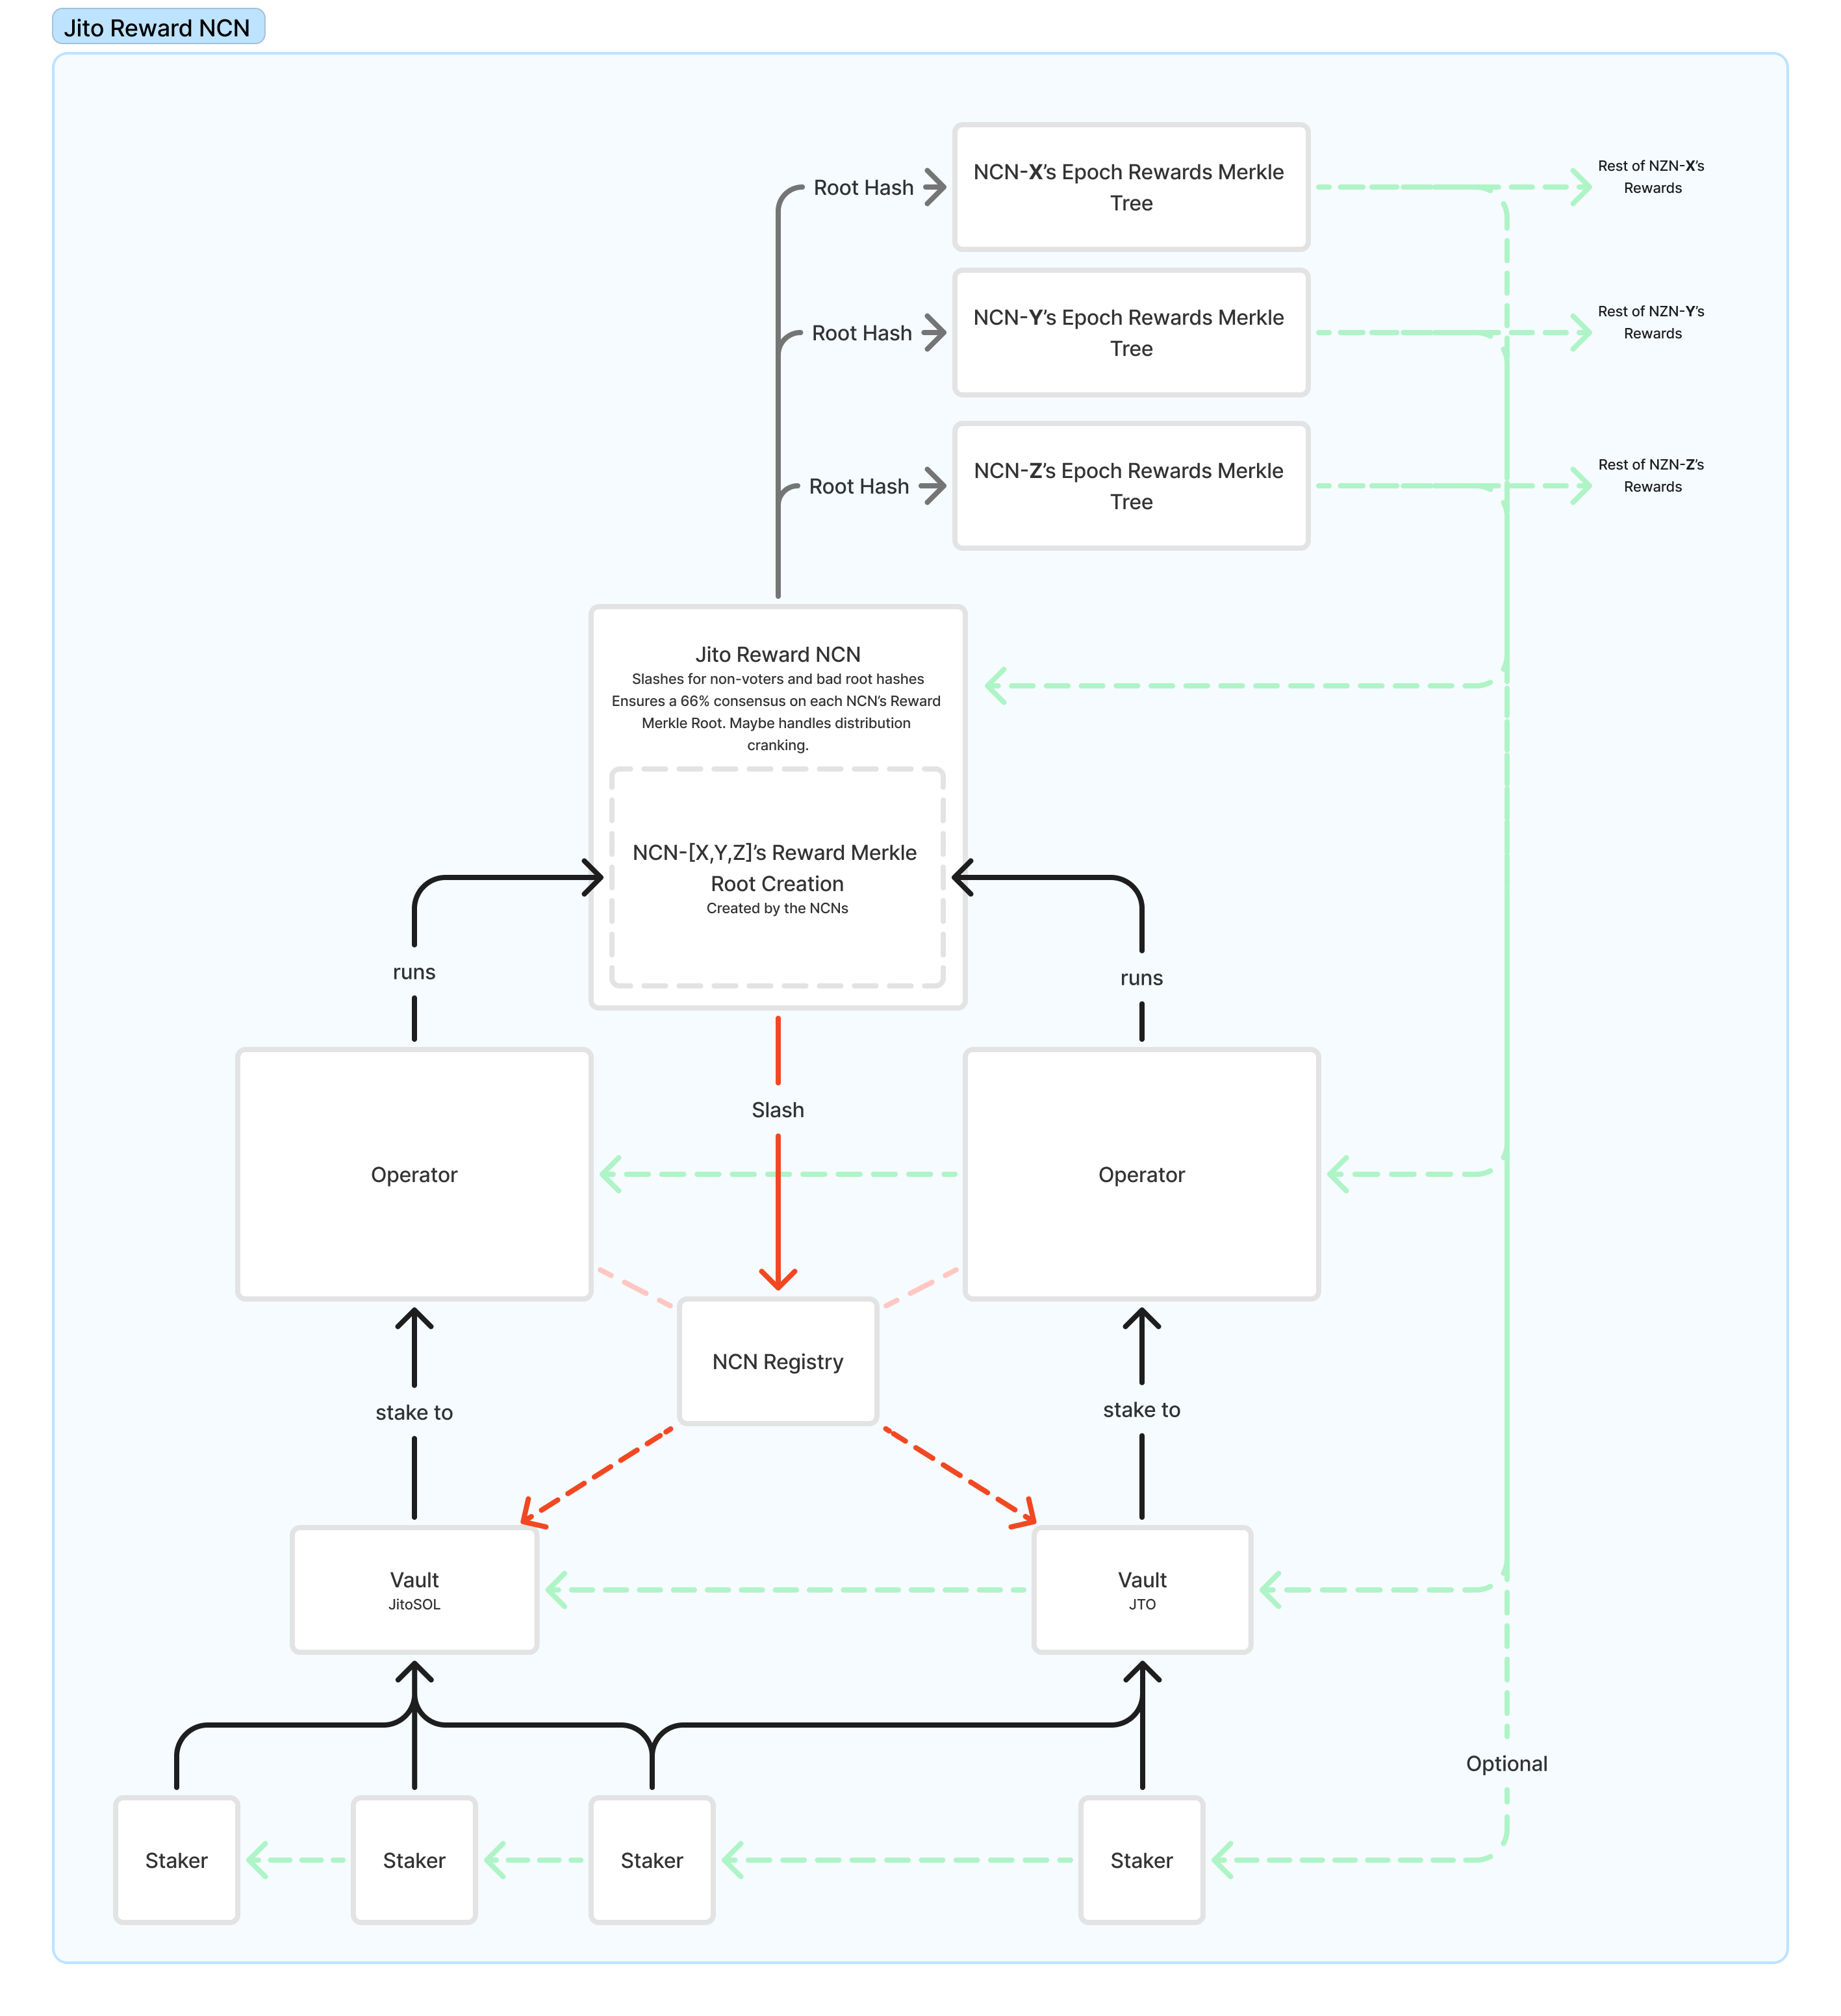 Jito Reward NCN
Root Hash
NCN-X’s Epoch Rewards Merkle
Tree
Rest of NZN-X’s
Rewards
Root Hash
NCN-Y’s Epoch Rewards Merkle
Tree
Rest of NZN-Y’s
Rewards
Root Hash
NCN-Z’s Epoch Rewards Merkle
Tree
Rest of NZN-Z’s
Rewards
Jito Reward NCN
Slashes for non-voters and bad root hashes
Ensures a 66% consensus on each NCN’s Reward
Merkle Root. Maybe handles distribution
cranking.
NCN-[X,Y,Z]’s Reward Merkle
Root Creation
Created by the NCNs
runs
runs
Slash
Operator
Operator
NCN Registry
stake to
stake to
Vault
JitoSOL
Vault
JTO
Optional
Staker
Staker
Staker
Staker